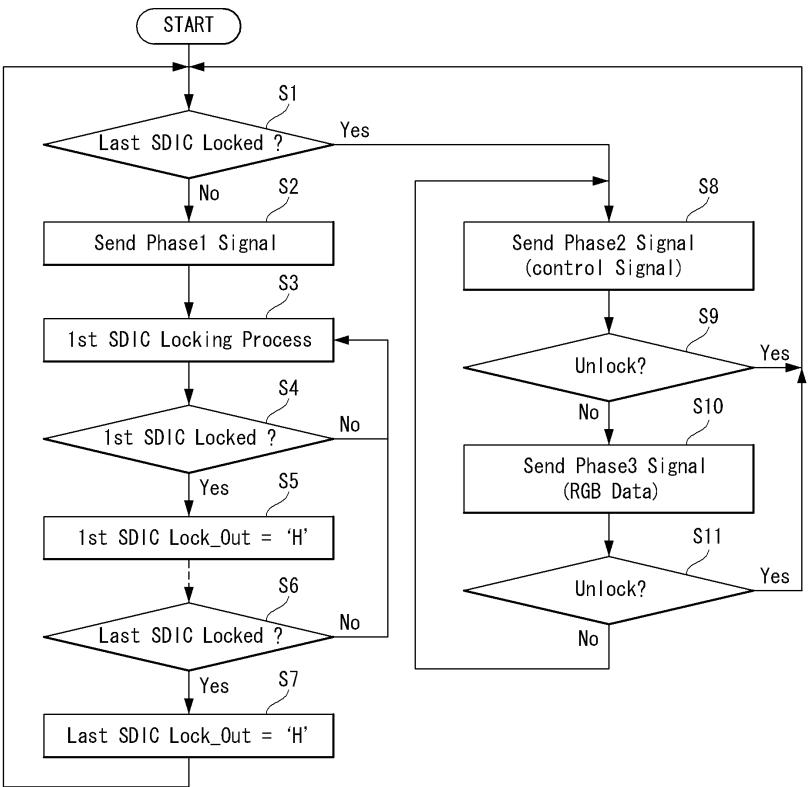 START
S1
Last SDIC Locked ?
Yes
No
S2
Send Phase1 Signal
S3
1st SDIC Locking Process
S4
1st SDIC Locked ?
No
Yes
S5
1st SDIC Lock_Out = ‘H’
S6
Last SDIC Locked ?
No
Yes
S7
Last SDIC Lock_Out = ‘H’
S8
Send Phase2 Signal
(control Signal)
S9
Unlock?
Yes
No
S10
Send Phase3 Signal
(RGB Data)
S11
Unlock?
Yes
No